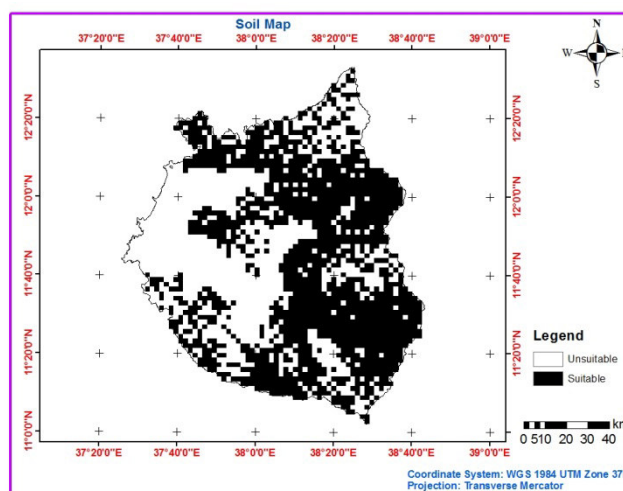 Soil Map
37°20'0"E 37°40'0"E 38°0'0"E 38°20'0"E 38°40'0"E 39°0'0"E
N
W
S
12°20'0"N
12°0'0"N
11°40'0"N
11°20'0"N
11°0'0"N
12°20'0"N
12°0'0"N
11°40'0"N
11°20'0"N
11°0'0"N
Legend
Unsuitable
Suitable
km
0 510 20 30 40
37°20'0"E 37°40'0"E 38°0'0"E 38°20'0"E 38°40'0"E 39°0'0"E
Coordinate System: WGS 1984 UTM Zone 37
Projection: Transverse Mercator